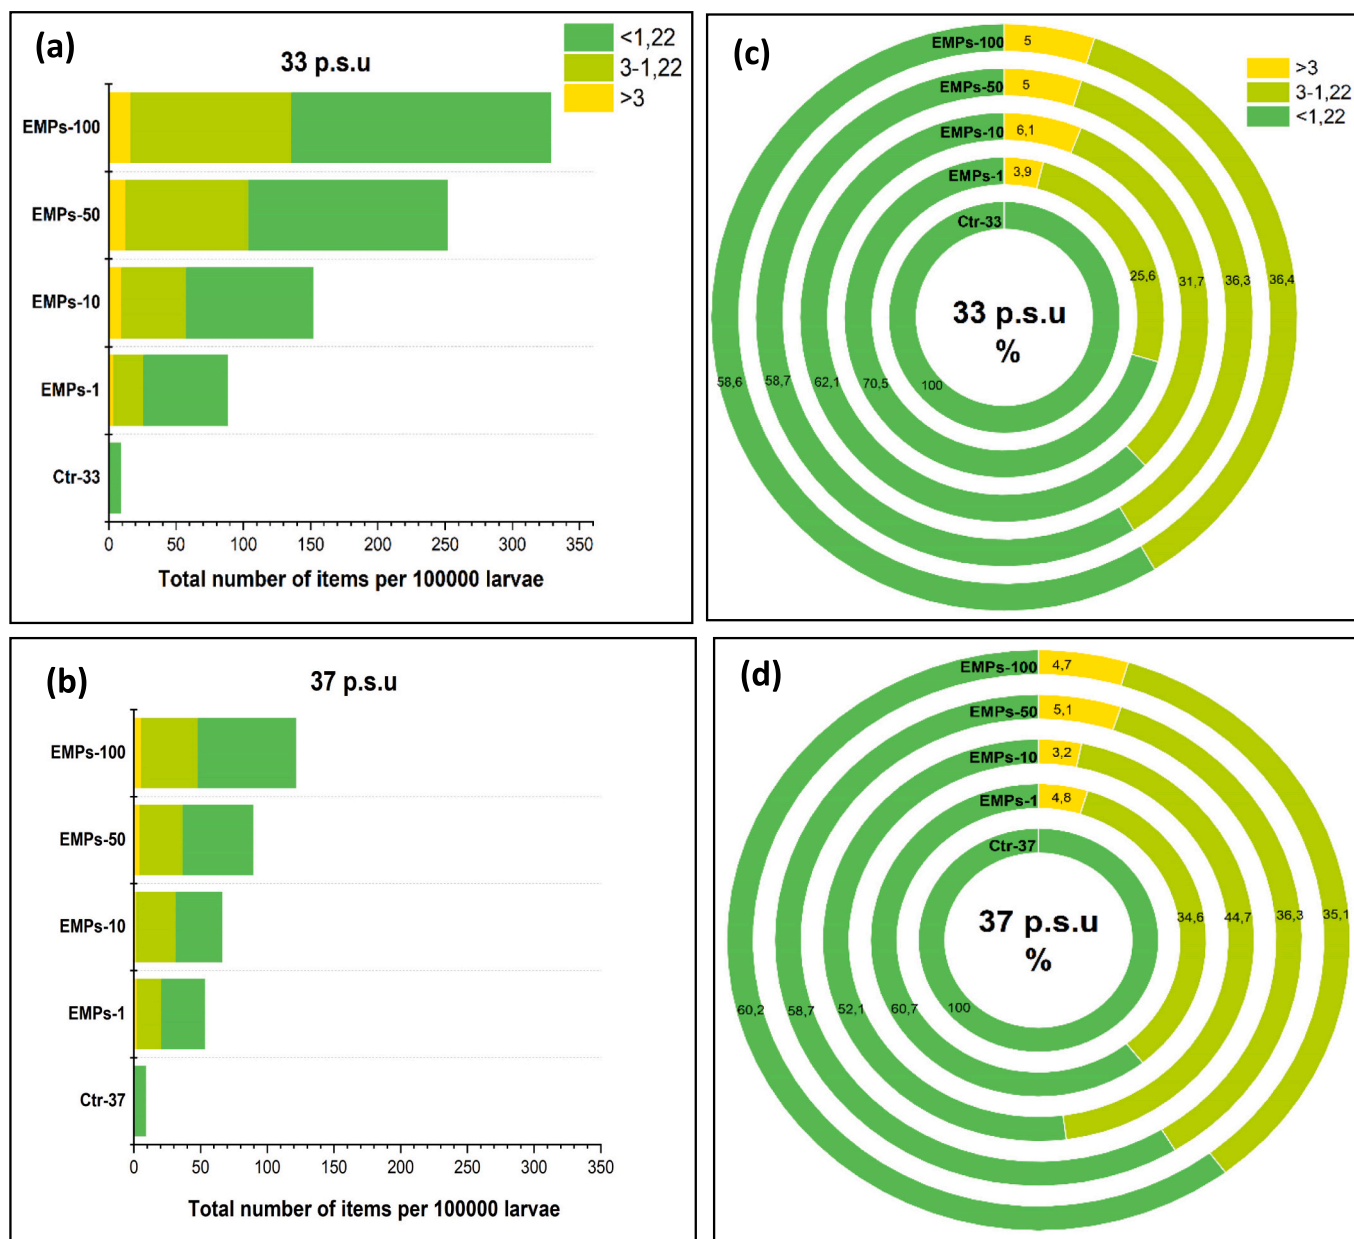 (a)
33 p.s.u
<1,22
3-1,22
>3
EMPs-100
EMPs-50
EMPs-10
EMPs-1
Ctr-33
0 50 100 150 200 250 300 350
Total number of items per 100000 larvae
(c)
>3
3-1,22
<1,22
EMPs-100 5
EMPs-50 5
EMPs-10 6,1
EMPs-1 3,9
Ctr-33
25,6 31,7 36,3 36,4
33 p.s.u
%
58,6 58,7 62,1 70,5 100
(b)
37 p.s.u
EMPs-100
EMPs-50
EMPs-10
EMPs-1
Ctr-37
0 50 100 150 200 250 300 350
Total number of items per 100000 larvae
(d)
EMPs-100 4,7
EMPs-50 5,1
EMPs-10 3,2
EMPs-1 4,8
Ctr-37
34,6 44,7 36,3 35,1
37 p.s.u
%
60,2 58,7 52,1 60,7 100